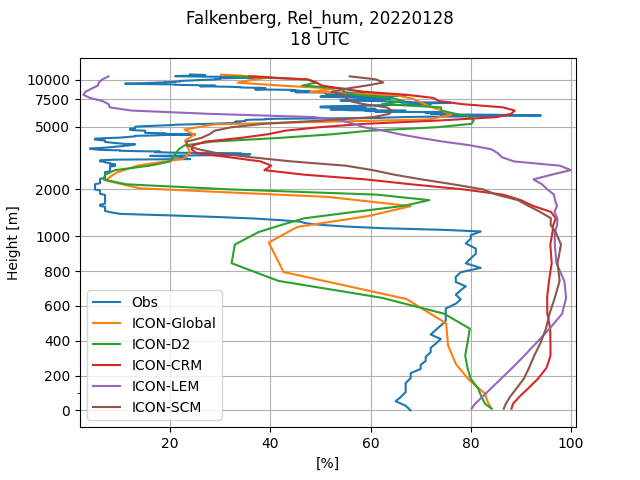 Falkenberg, Rel_hum, 20220128
18 UTC
10000
7500
5000
2000
1000
800
600
400
200
0
Height [m]
Obs
ICON-Global
ICON-D2
ICON-CRM
ICON-LEM
ICON-SCM
20
40
60
80
100
[%]